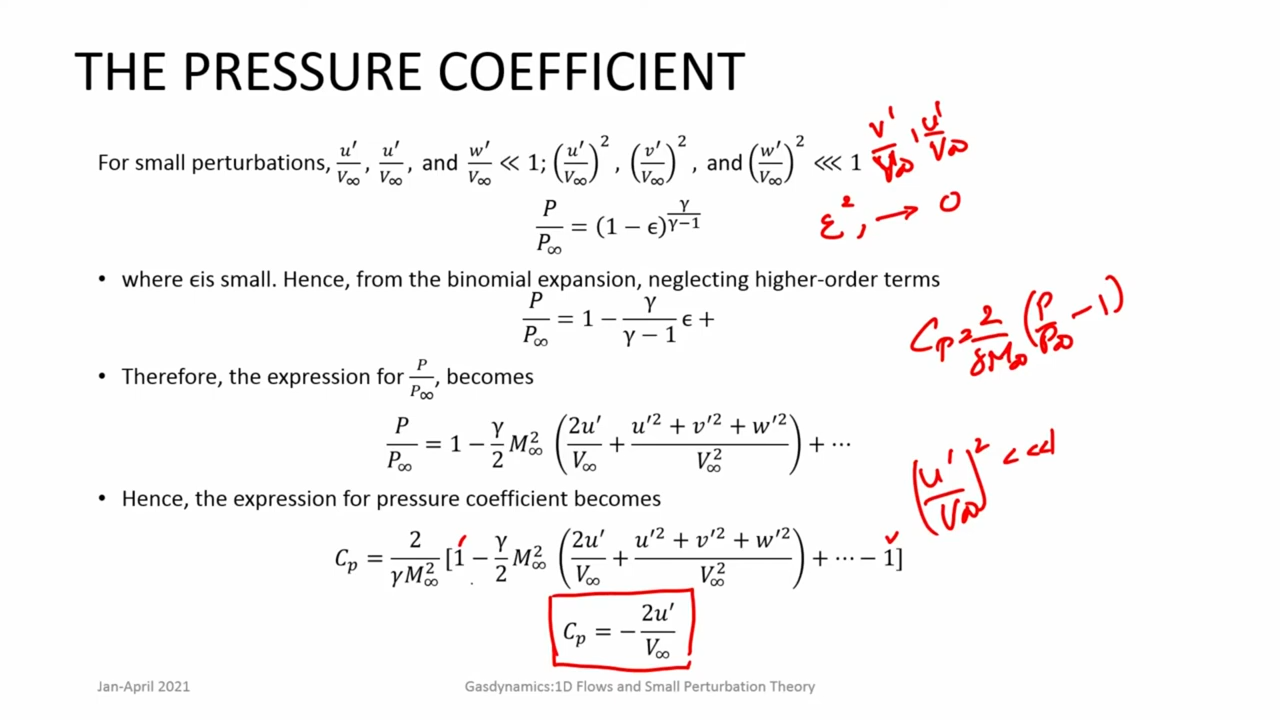 THE PRESSURE COEFFICIENT
For small perturbations, u′/V∞, u′/V∞, and w′/V∞ ≪ 1; (u′/V∞)², (v′/V∞)², and (w′/V∞)² ⋘ 1
v′/V∞, u′/V∞
P/P∞ = (1 − ϵ)^(γ/(γ−1))
ε², → 0
• where ϵis small. Hence, from the binomial expansion, neglecting higher-order terms
P/P∞ = 1 − γ/(γ − 1) ϵ +
Cp = 2/γM∞ (P/P∞ − 1)
• Therefore, the expression for P/P∞, becomes
P/P∞ = 1 − γ/2 M∞² (2u′/V∞ + (u′² + v′² + w′²)/V∞²) + ⋯
(u′/V∞)² <<<1
• Hence, the expression for pressure coefficient becomes
Cp = 2/γM∞² [1 − γ/2 M∞² (2u′/V∞ + (u′² + v′² + w′²)/V∞²) + ⋯ − 1]
Cp = − 2u′/V∞
Jan-April 2021
Gasdynamics:1D Flows and Small Perturbation Theory